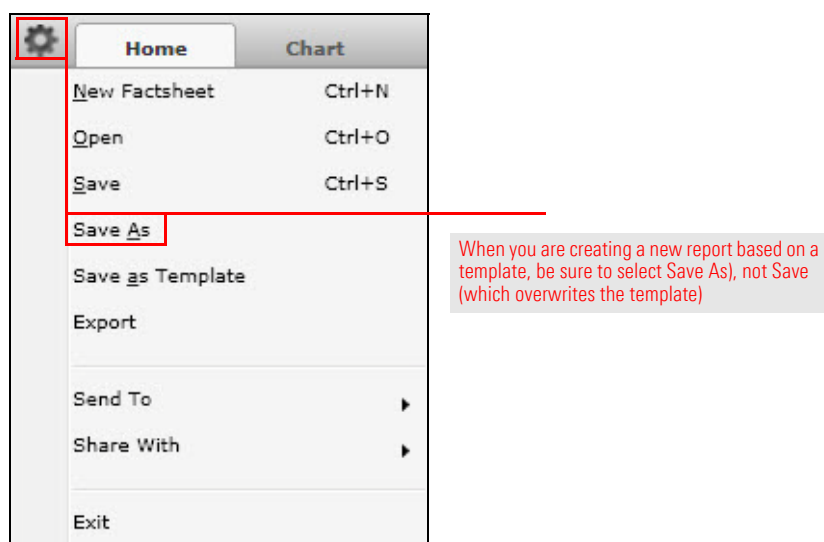 Home Chart
New Factsheet Ctrl+N
Open Ctrl+O
Save Ctrl+S
Save As
Save as Template
Export
Send To
Share With
Exit
When you are creating a new report based on a
template, be sure to select Save As), not Save
(which overwrites the template)